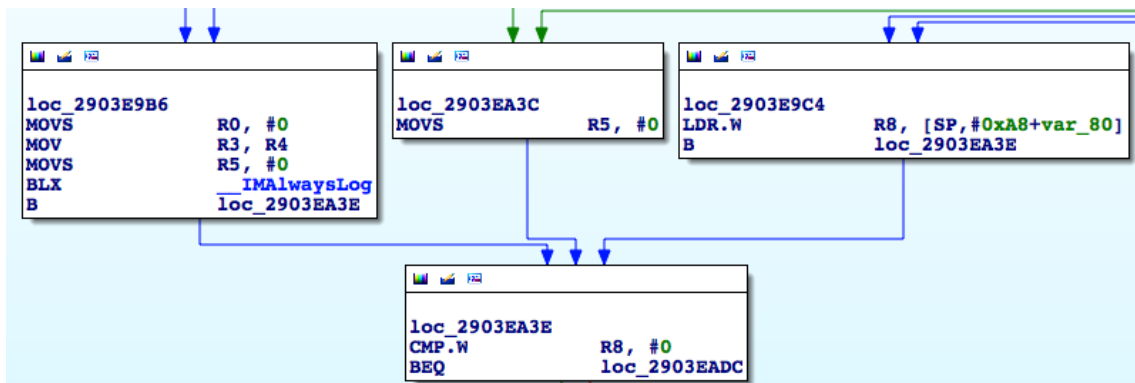 loc_2903E9B6
MOVS R0, #0
MOV R3, R4
MOVS R5, #0
BLX __IMAlwaysLog
B loc_2903EA3E
loc_2903EA3C
MOVS R5, #0
loc_2903E9C4
LDR.W R8, [SP,#0xA8+var_80]
B loc_2903EA3E
loc_2903EA3E
CMP.W R8, #0
BEQ loc_2903EADC